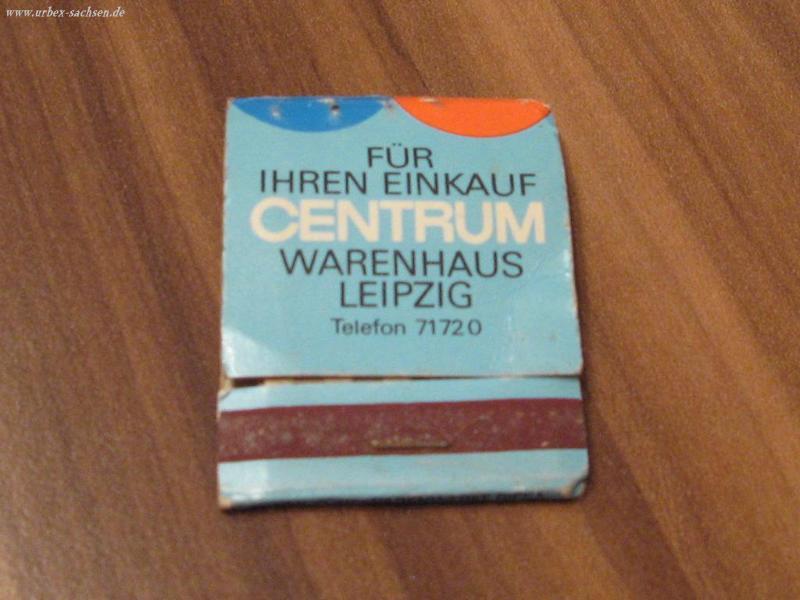 www.urbex-sachsen.de
FÜR
IHREN EINKAUF
CENTRUM
WARENHAUS
LEIPZIG
Telefon 71720